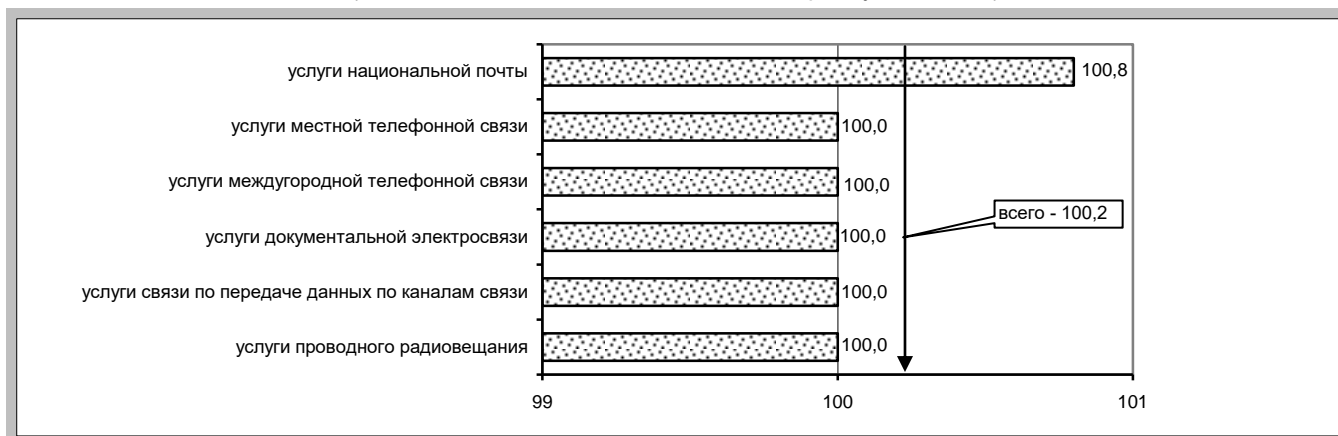 услуги национальной почты
100,8
услуги местной телефонной связи
100,0
услуги междугородной телефонной связи
100,0
всего - 100,2
услуги документальной электросвязи
100,0
услуги связи по передаче данных по каналам связи
100,0
услуги проводного радиовещания
100,0
99
100
101